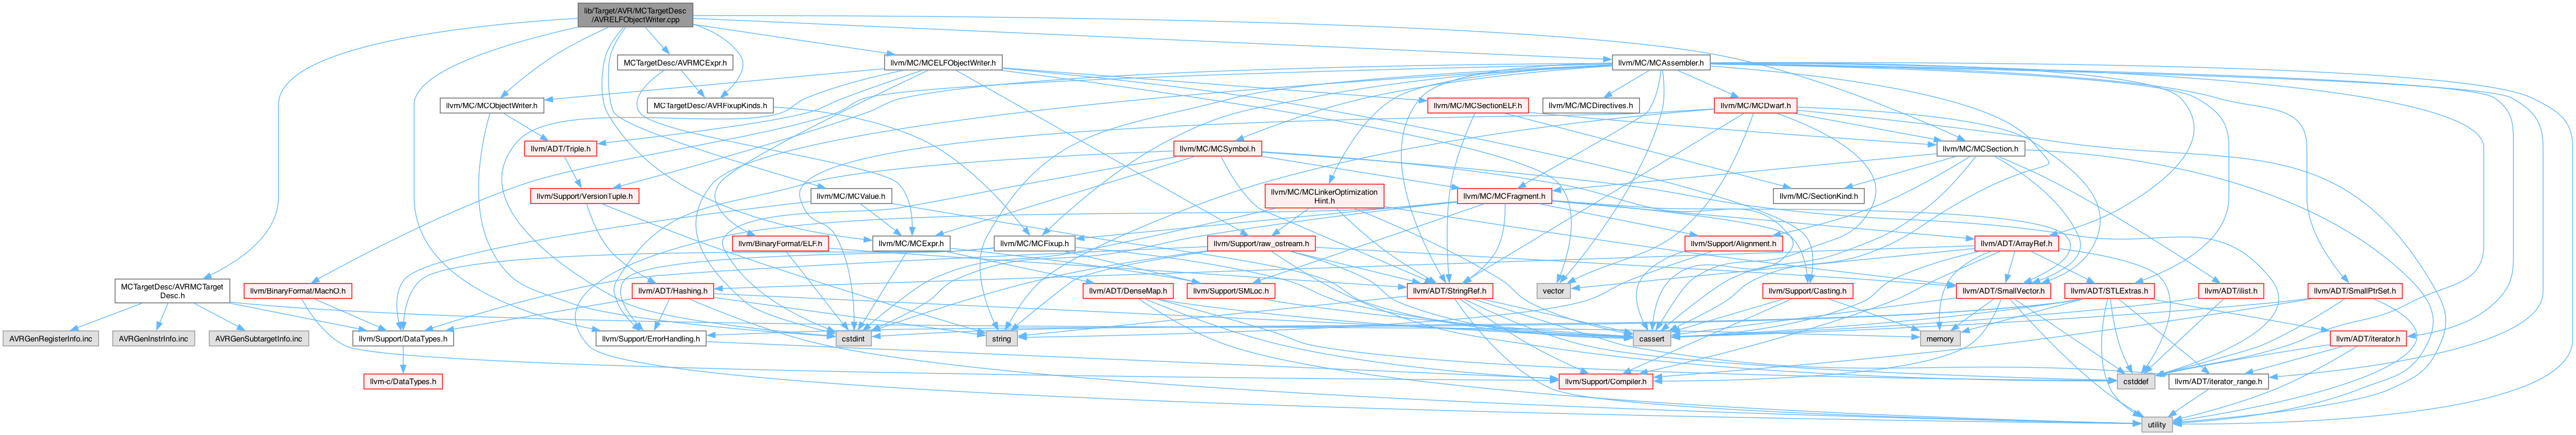 lib/Target/AVR/MCTargetDesc
/AVRELFObjectWriter.cpp
MCTargetDesc/AVRMCExpr.h
llvm/MC/MCELFObjectWriter.h
llvm/MC/MCAssembler.h
llvm/MC/MCObjectWriter.h
MCTargetDesc/AVRFixupKinds.h
llvm/MC/MCSectionELF.h
llvm/MC/MCDirectives.h
llvm/MC/MCDwarf.h
llvm/ADT/Triple.h
llvm/MC/MCSymbol.h
llvm/MC/MCSection.h
llvm/Support/VersionTuple.h
llvm/MC/MCValue.h
llvm/MC/MCLinkerOptimization
Hint.h
llvm/MC/MCFragment.h
llvm/MC/SectionKind.h
llvm/BinaryFormat/ELF.h
llvm/MC/MCExpr.h
llvm/MC/MCFixup.h
llvm/Support/raw_ostream.h
llvm/Support/Alignment.h
llvm/ADT/ArrayRef.h
MCTargetDesc/AVRMCTarget
Desc.h
llvm/BinaryFormat/MachO.h
llvm/ADT/Hashing.h
llvm/ADT/DenseMap.h
llvm/Support/SMLoc.h
llvm/ADT/StringRef.h
vector
llvm/Support/Casting.h
llvm/ADT/SmallVector.h
llvm/ADT/STLExtras.h
llvm/ADT/ilist.h
llvm/ADT/SmallPtrSet.h
AVRGenRegisterInfo.inc
AVRGenInstrInfo.inc
AVRGenSubtargetInfo.inc
llvm/Support/DataTypes.h
llvm/Support/ErrorHandling.h
cstdint
string
cassert
memory
llvm/ADT/iterator.h
llvm-c/DataTypes.h
llvm/Support/Compiler.h
cstddef
llvm/ADT/iterator_range.h
utility